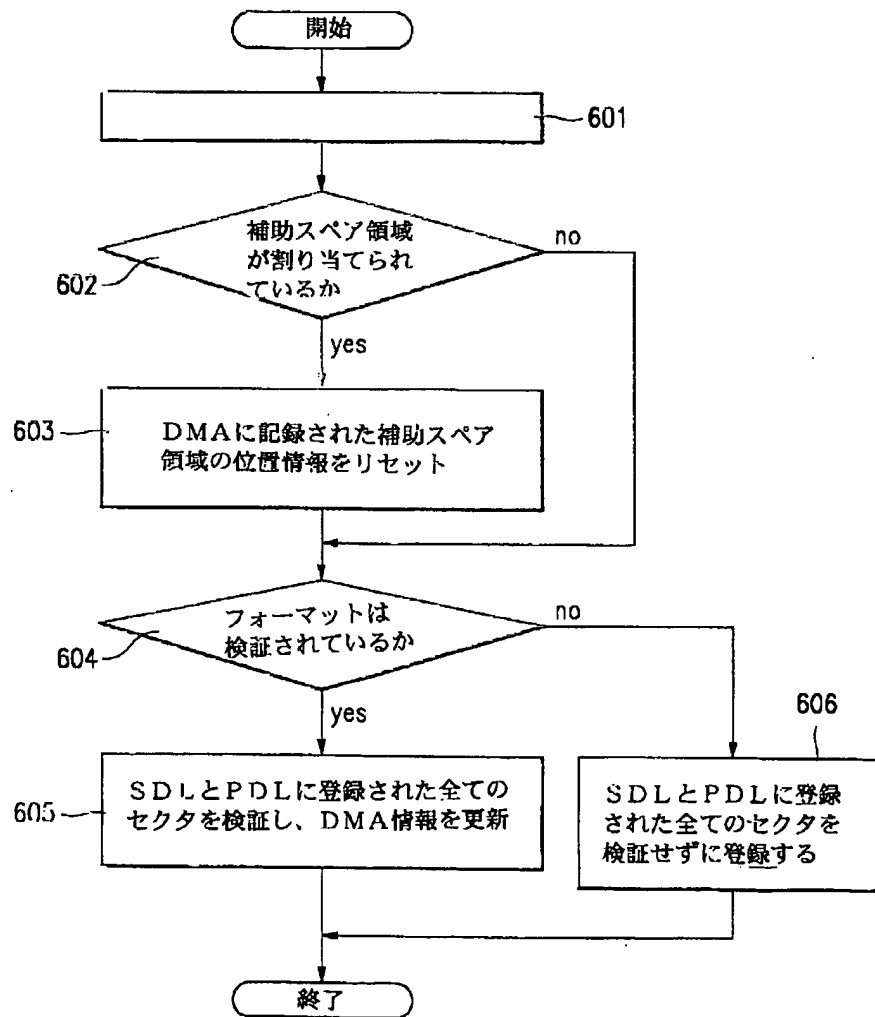 開始
601
補助スペア領域
が割り当てられ
ているか
no
602
yes
603
DMAに記録された補助スペア
領域の位置情報をリセット
フォーマットは
検証されているか
no
604
yes
606
605
SDLとPDLに登録された全ての
セクタを検証し、DMA情報を更新
SDLとPDLに登録
された全てのセクタを
検証せずに登録する
終了